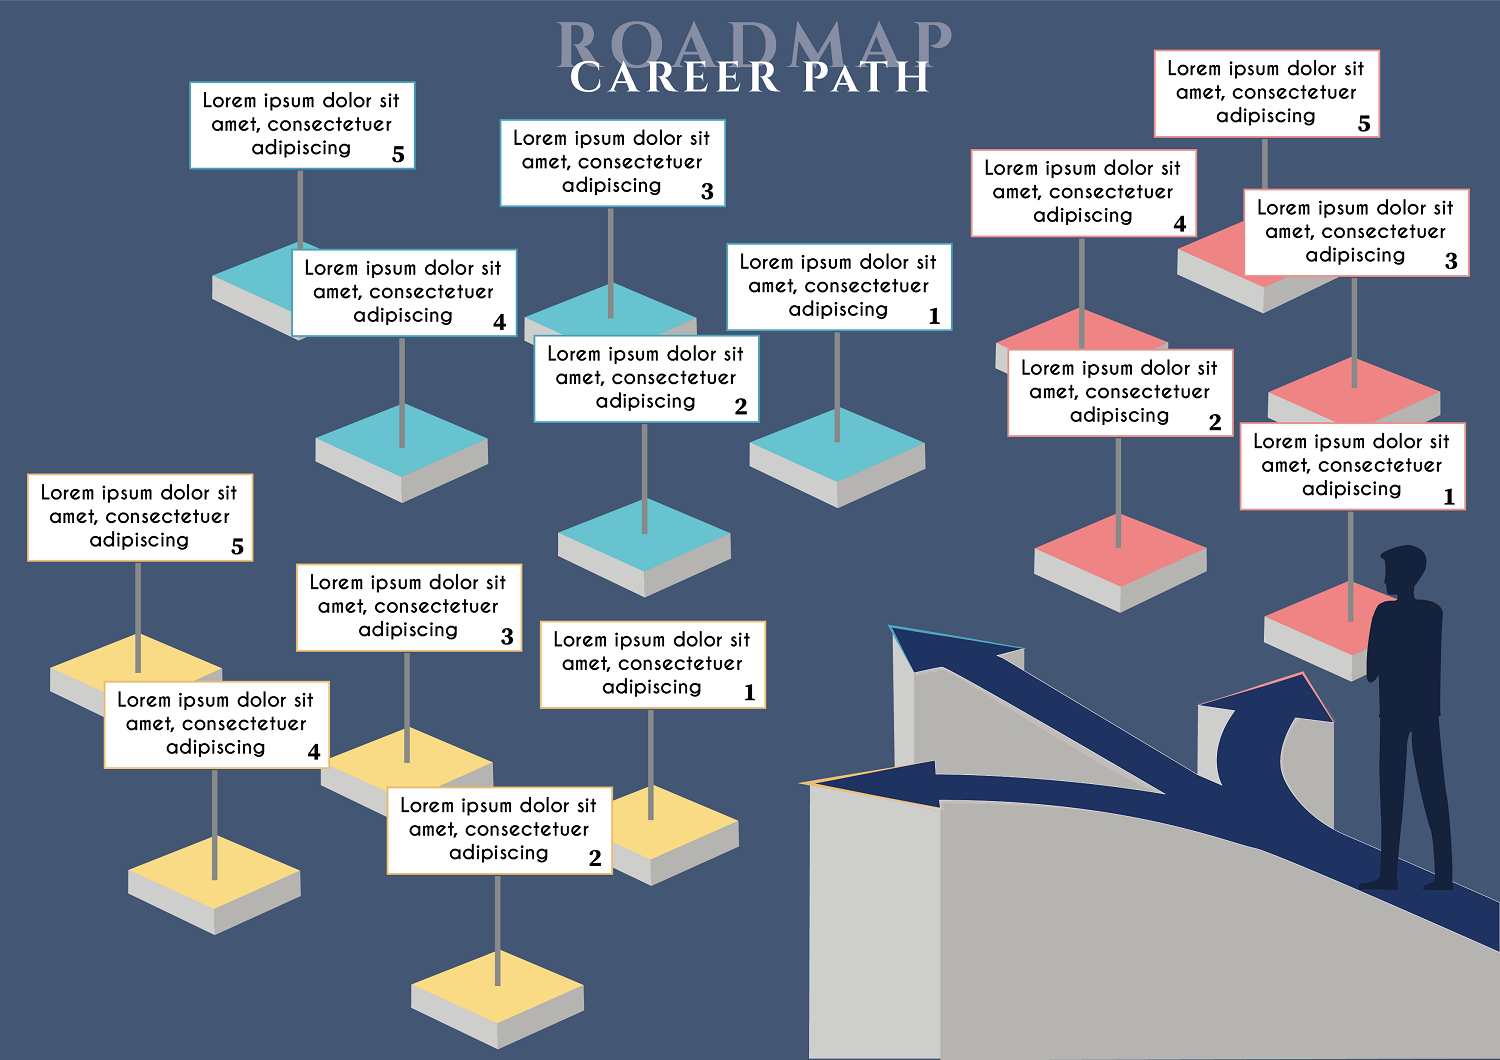 ROADMAP
CAREER PATH
Lorem ipsum dolor sit
amet, consectetuer
adipiscing
5
Lorem ipsum dolor sit
amet, consectetuer
adipiscing
4
Lorem ipsum dolor sit
amet, consectetuer
adipiscing
3
Lorem ipsum dolor sit
amet, consectetuer
adipiscing
2
Lorem ipsum dolor sit
amet, consectetuer
adipiscing
1
Lorem ipsum dolor sit
amet, consectetuer
adipiscing
5
Lorem ipsum dolor sit
amet, consectetuer
adipiscing
4
Lorem ipsum dolor sit
amet, consectetuer
adipiscing
3
Lorem ipsum dolor sit
amet, consectetuer
adipiscing
2
Lorem ipsum dolor sit
amet, consectetuer
adipiscing
1
Lorem ipsum dolor sit
amet, consectetuer
adipiscing
5
Lorem ipsum dolor sit
amet, consectetuer
adipiscing
4
Lorem ipsum dolor sit
amet, consectetuer
adipiscing
3
Lorem ipsum dolor sit
amet, consectetuer
adipiscing
2
Lorem ipsum dolor sit
amet, consectetuer
adipiscing
1